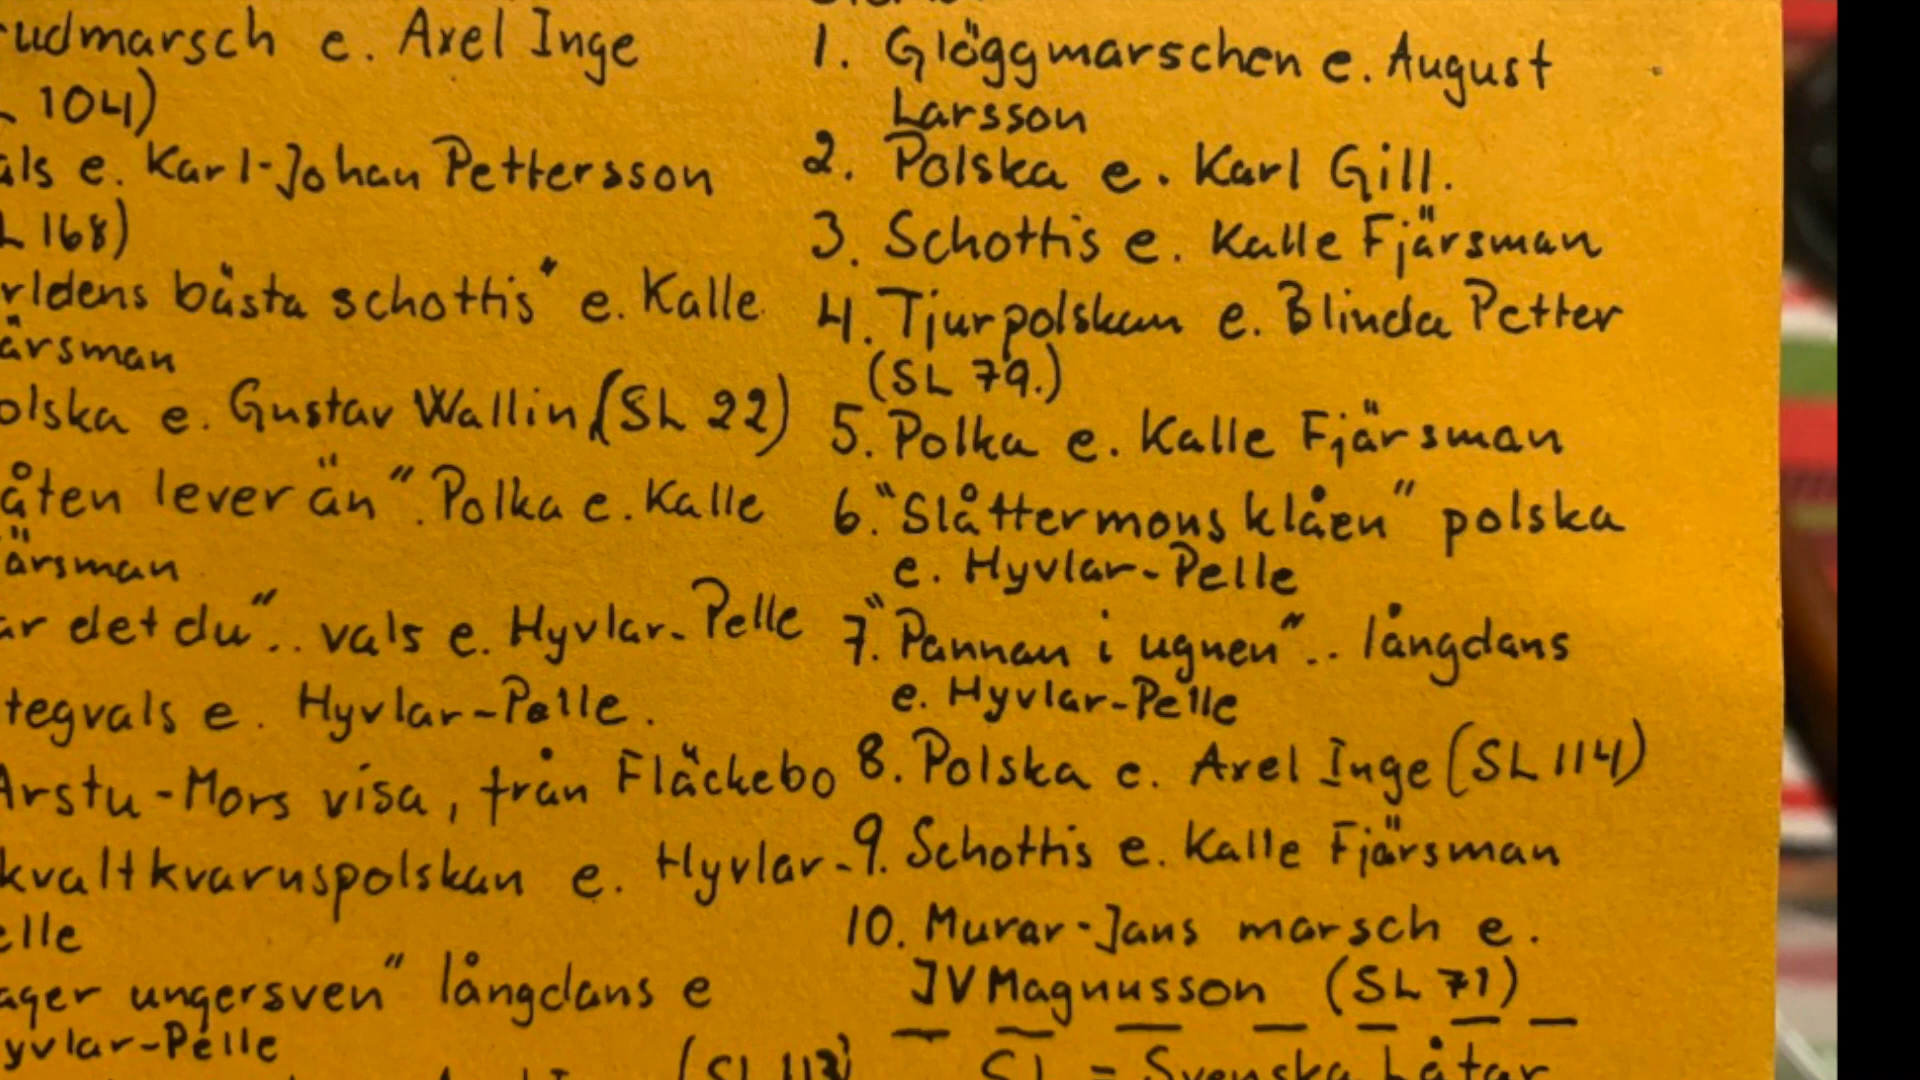 udmarsch e. Axel Inge
104)
als e. Karl-Johan Pettersson
L 168)
rldens bästa schottis" e. Kalle
ärsman
olska e. Gustav Wallin (SL 22)
åten lever än". Polka e. Kalle
ärsman
ar det du".. vals e. Hyvlar-Pelle
tegvals e. Hyvlar-Pelle.
Arstu-Mors visa, från Fläckebo
kvaltkvarnspolskan e. Hyvlar-
elle
ager ungersven" långdans e
yvlar-Pelle
(SL 113)
1. Glöggmarschen e. August
Larsson
2. Polska e. Karl Gill.
3. Schottis e. Kalle Fjärsman
4. Tjurpolskan e. Blinda Petter
(SL 79.)
5. Polka e. Kalle Fjärsman
6. "Slåttermons klåen" polska
e. Hyvlar-Pelle
7. "Pannan i ugnen".. långdans
e. Hyvlar-Pelle
8. Polska e. Axel Inge (SL 114)
9. Schottis e. Kalle Fjärsman
10. Murar-Jans marsch e.
JV Magnusson (SL 71)
SL = Svenska Låtar